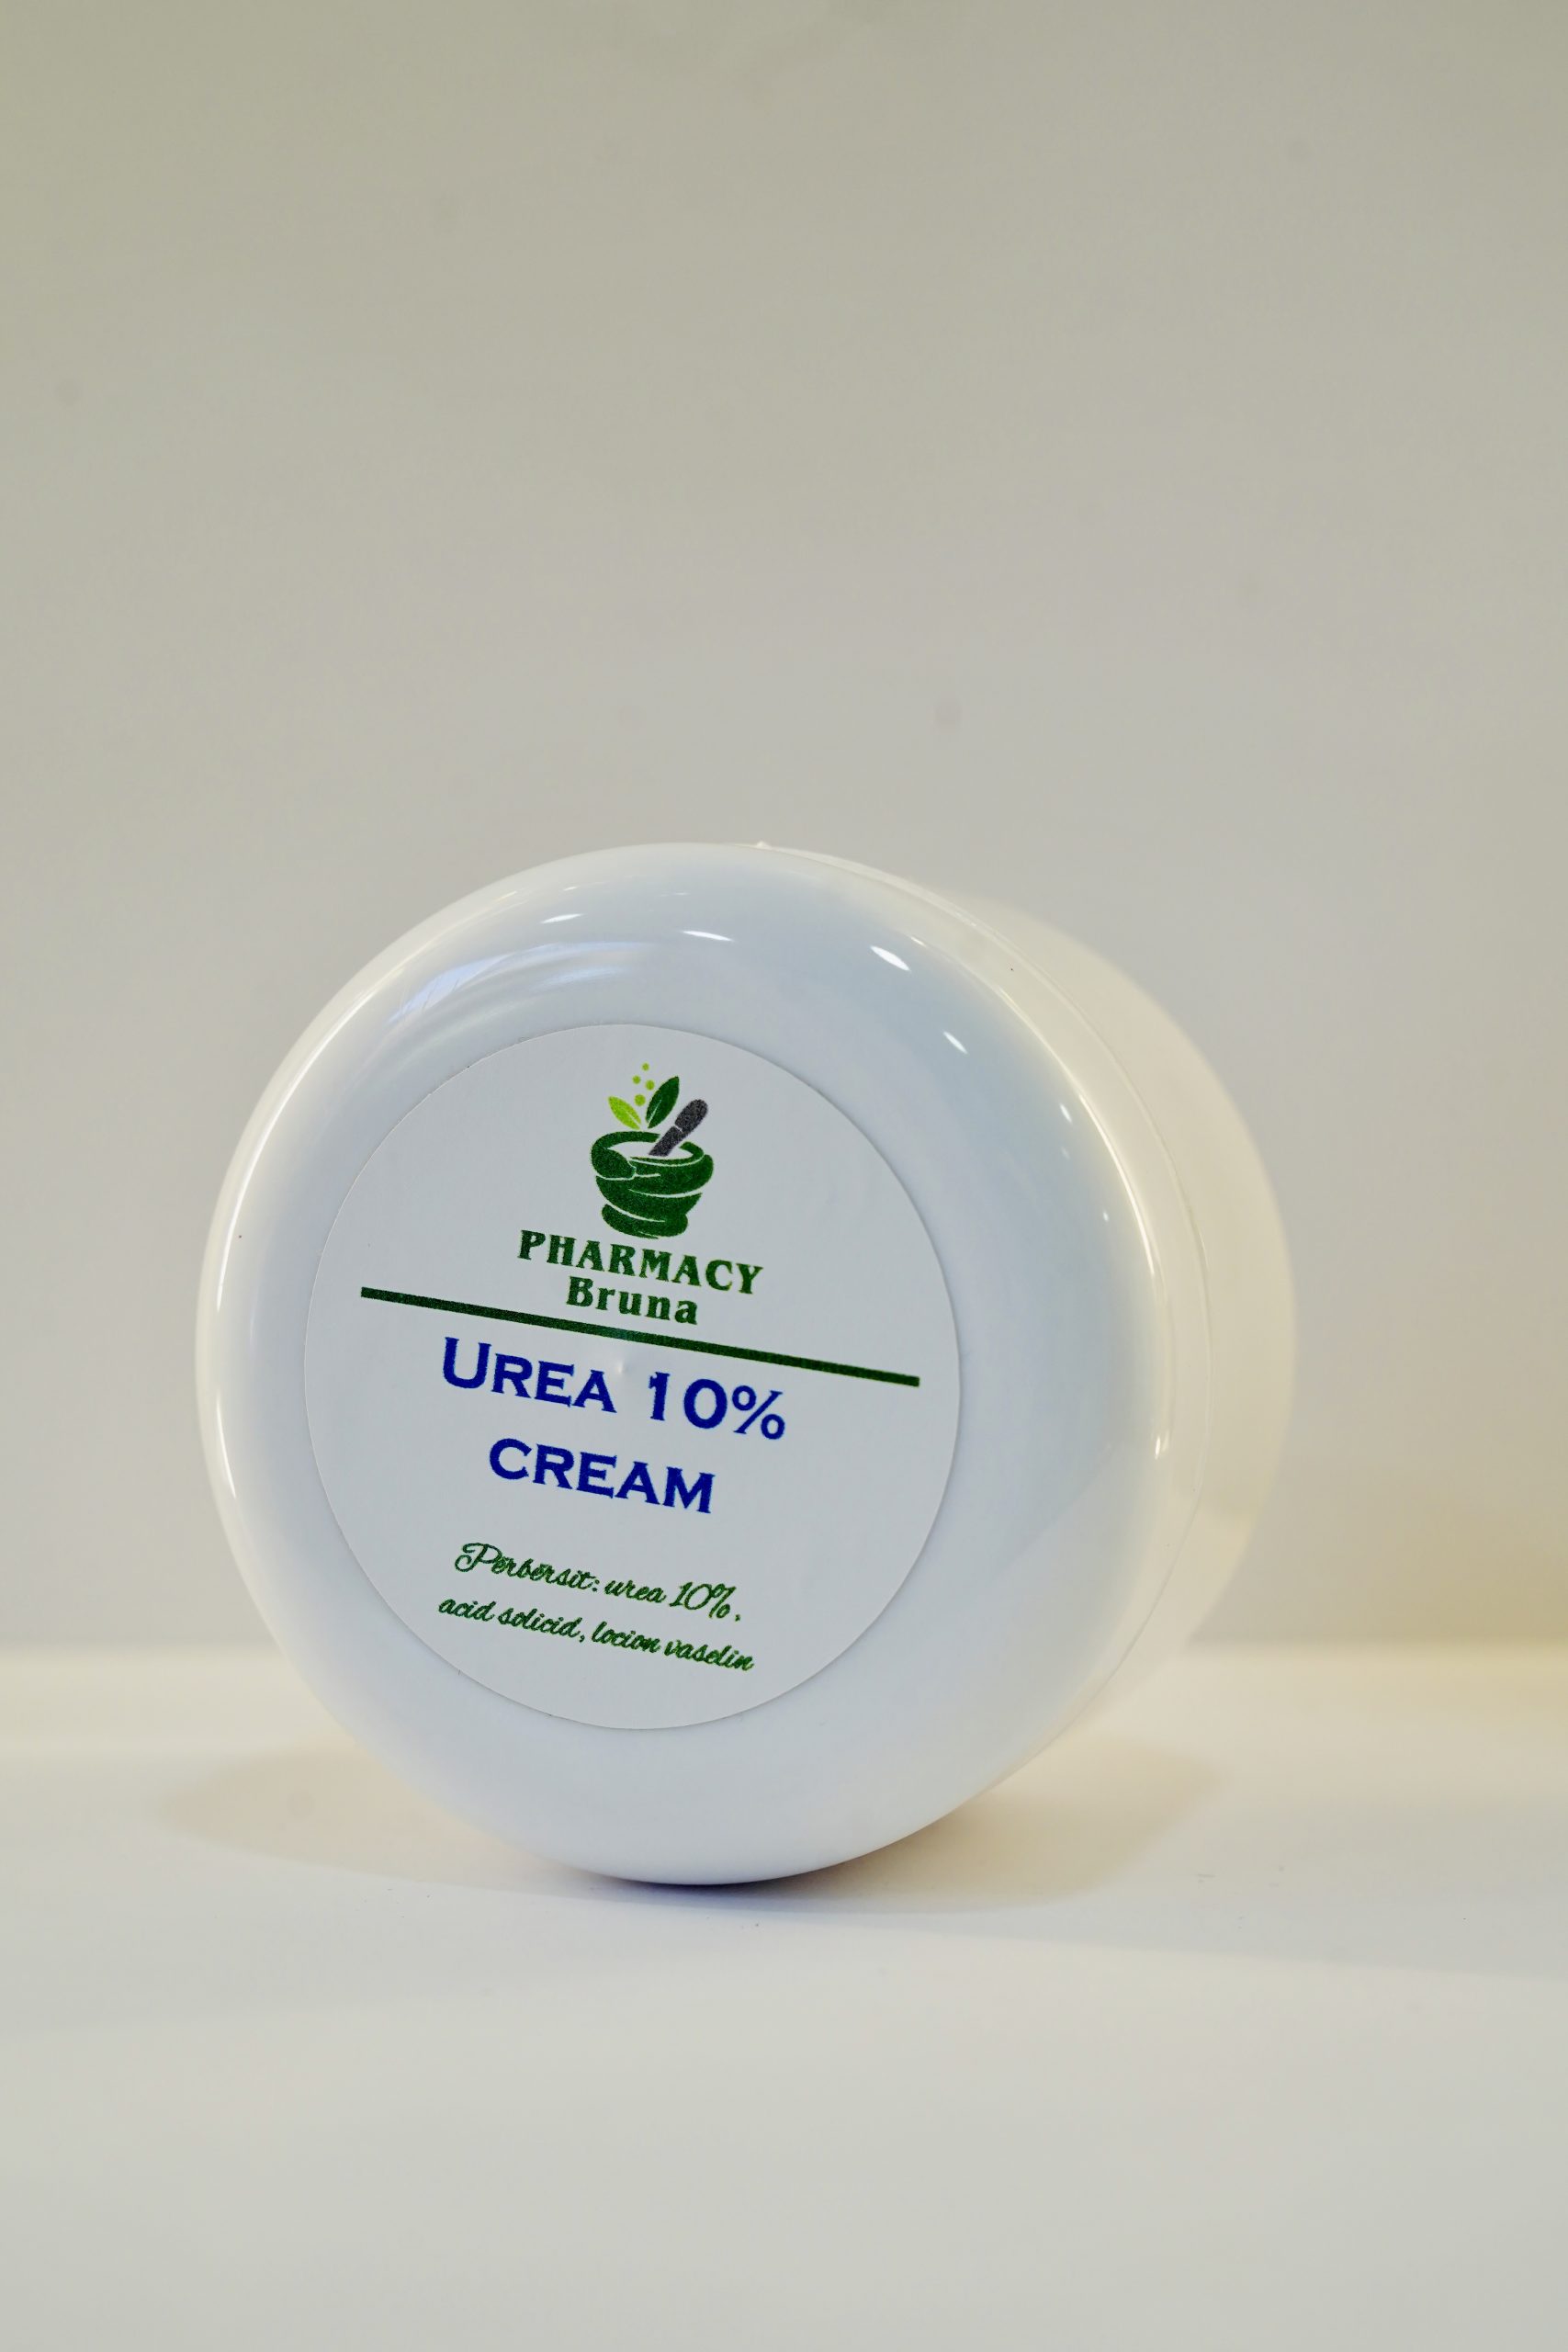 PHARMACY
Bruna
UREA 10%
CREAM
Përbërsit: urea 10%,
acid solicid, locion vaselin